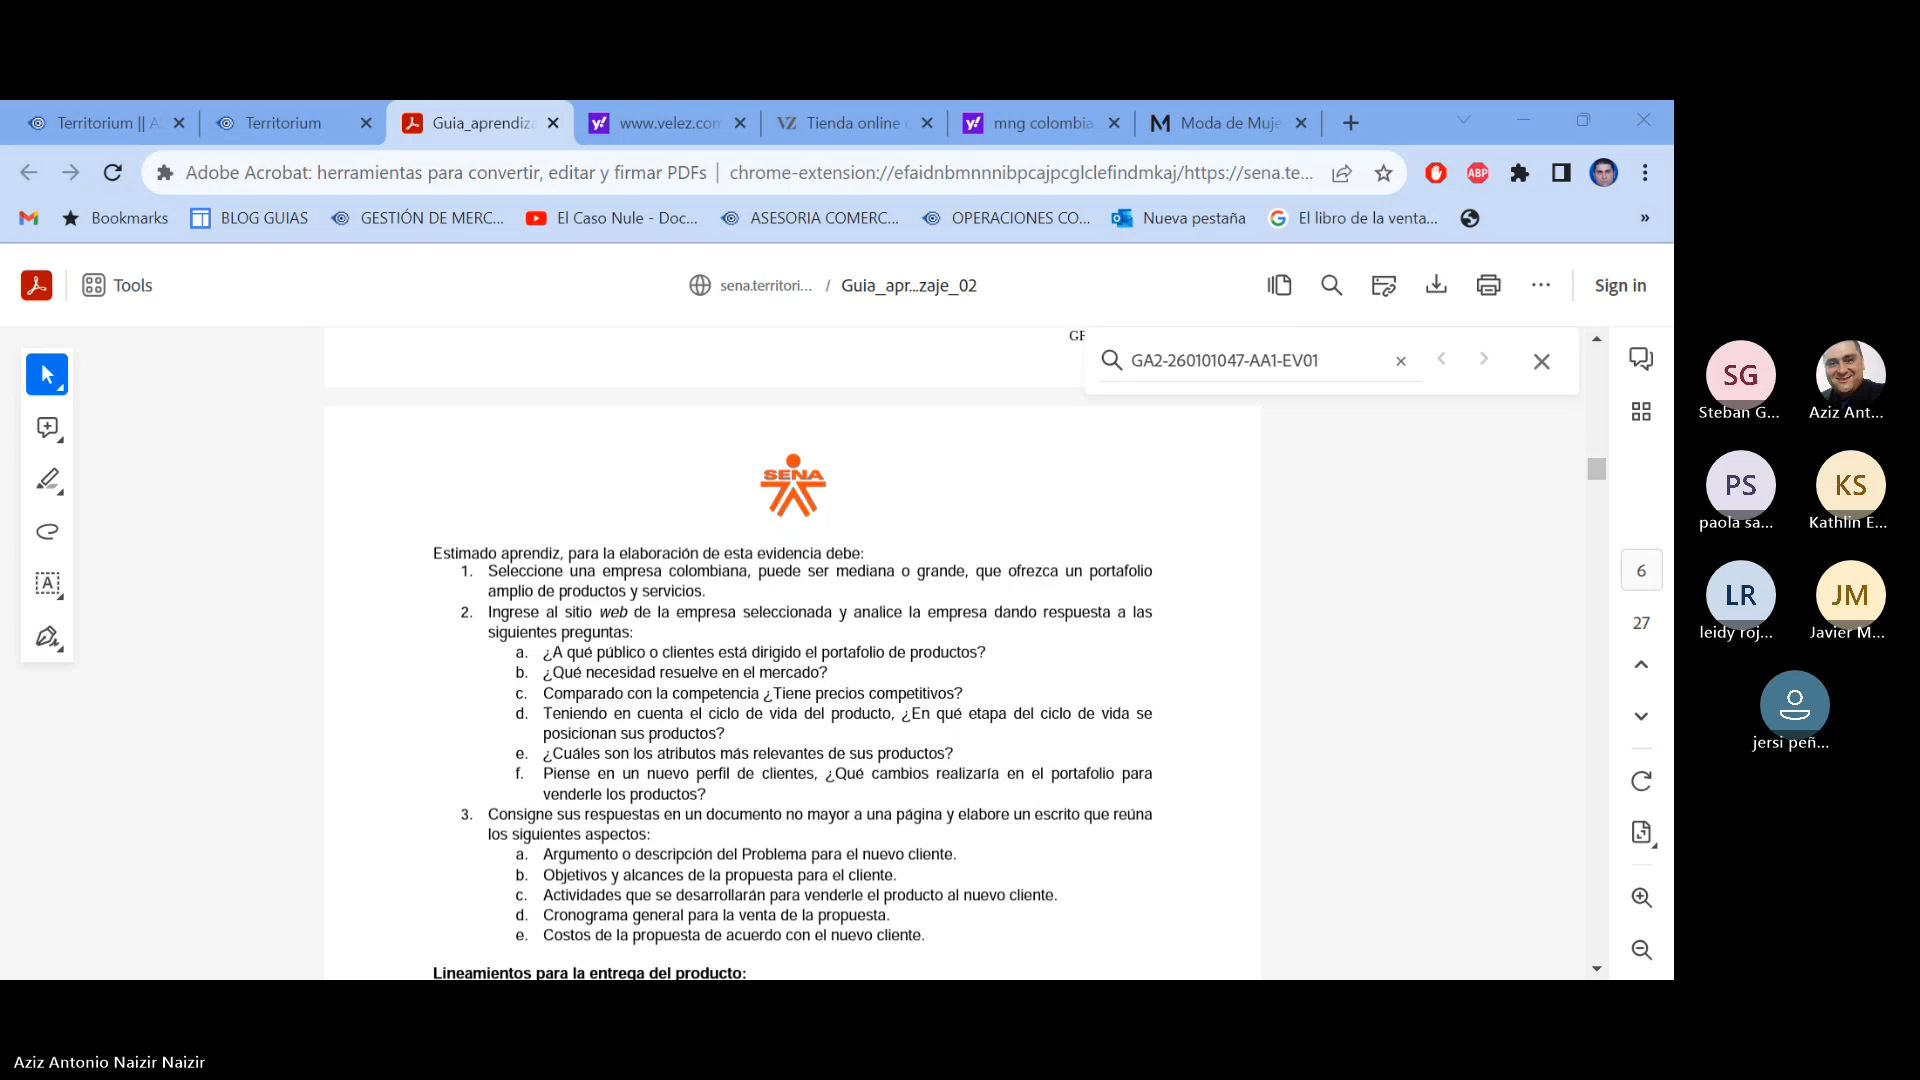 Territorium || A
Territorium
Guia_aprendiza
www.velez.com
Tienda online
mng colombia
Moda de Muje
Adobe Acrobat: herramientas para convertir, editar y firmar PDFs | chrome-extension://efaidnbmnnnibpcajpcglclefindmkaj/https://sena.te...
ABP
Bookmarks
BLOG GUIAS
GESTIÓN DE MERC...
El Caso Nule - Doc...
ASESORIA COMERC...
OPERACIONES CO...
Nueva pestaña
El libro de la venta...
»
Tools
sena.territori... / Guia_apr...zaje_02
Sign in
GA2-260101047-AA1-EV01
SENA
Estimado aprendiz, para la elaboración de esta evidencia debe:
1. Seleccione una empresa colombiana, puede ser mediana o grande, que ofrezca un portafolio
amplio de productos y servicios.
2. Ingrese al sitio web de la empresa seleccionada y analice la empresa dando respuesta a las
siguientes preguntas:
a. ¿A qué público o clientes está dirigido el portafolio de productos?
b. ¿Qué necesidad resuelve en el mercado?
c. Comparado con la competencia ¿Tiene precios competitivos?
d. Teniendo en cuenta el ciclo de vida del producto, ¿En qué etapa del ciclo de vida se
posicionan sus productos?
e. ¿Cuáles son los atributos más relevantes de sus productos?
f. Piense en un nuevo perfil de clientes, ¿Qué cambios realizaría en el portafolio para
venderle los productos?
3. Consigne sus respuestas en un documento no mayor a una página y elabore un escrito que reúna
los siguientes aspectos:
a. Argumento o descripción del Problema para el nuevo cliente.
b. Objetivos y alcances de la propuesta para el cliente.
c. Actividades que se desarrollarán para venderle el producto al nuevo cliente.
d. Cronograma general para la venta de la propuesta.
e. Costos de la propuesta de acuerdo con el nuevo cliente.
Lineamientos para la entrega del producto:
6
27
SG
Steban G...
Aziz Ant...
PS
paola sa...
KS
Kathlin E...
LR
leidy roj...
JM
Javier M...
jersi peñ...
Aziz Antonio Naizir Naizir